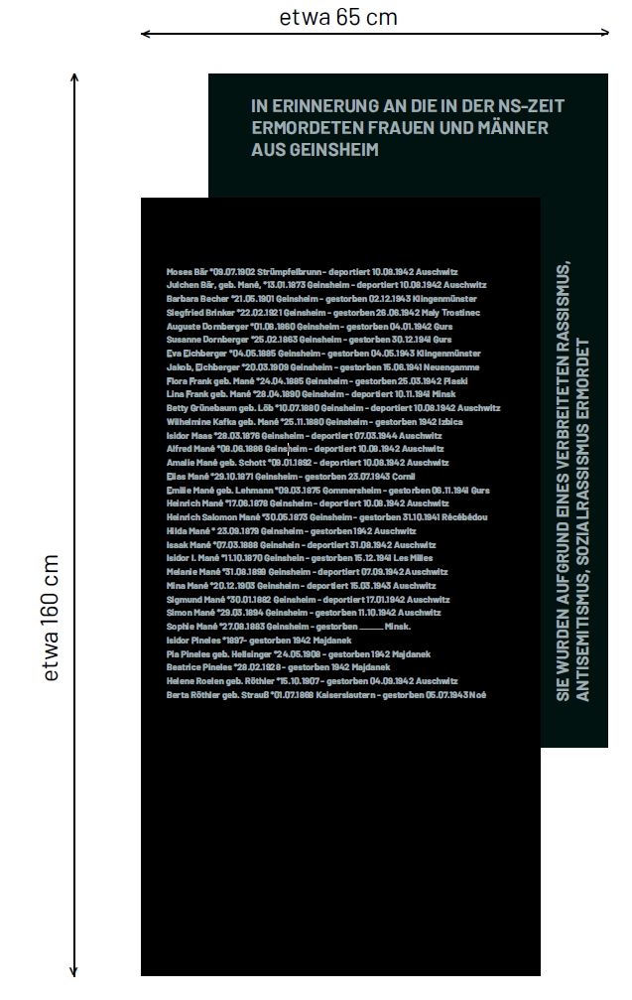 etwa 65 cm
etwa 160 cm
IN ERINNERUNG AN DIE IN DER NS-ZEIT
ERMORDETEN FRAUEN UND MÄNNER
AUS GEINSHEIM
Moses Bär *09.07.1902 Strümpfelbrunn - deportiert 10.08.1942 Auschwitz
Julchen Bär, geb. Mané, *13.01.1873 Geinsheim - deportiert 10.08.1942 Auschwitz
Barbara Becher *21.05.1901 Geinsheim - gestorben 02.12.1943 Klingenmünster
Siegfried Brinker *22.02.1921 Geinsheim - gestorben 26.06.1942 Maly Trostinec
Auguste Dornberger *01.08.1860 Geinsheim - gestorben 04.01.1942 Gurs
Susanne Dornberger *25.02.1863 Geinsheim - gestorben 30.12.1941 Gurs
Eva Eichberger *04.05.1885 Geinsheim - gestorben 04.05.1943 Klingenmünster
Jakob, Eichberger *20.03.1909 Geinsheim - gestorben 15.06.1941 Neuengamme
Flora Frank geb. Mané *24.04.1885 Geinsheim - gestorben 25.03.1942 Piaski
Lina Frank geb. Mané *28.04.1890 Geinsheim - deportiert 10.11.1941 Minsk
Betty Grünebaum geb. Löb *10.07.1880 Geinsheim - deportiert 10.08.1942 Auschwitz
Wilhelmine Kafka geb. Mané *25.11.1880 Geinsheim - gestorben 1942 Izbica
Isidor Maas *28.03.1876 Geinsheim - deportiert 07.03.1944 Auschwitz
Alfred Mané *08.06.1886 Geinsheim - deportiert 10.08.1942 Auschwitz
Amalie Mané geb. Schott *09.01.1892 - deportiert 10.08.1942 Auschwitz
Elias Mané *29.10.1871 Geinsheim - gestorben 23.07.1943 Cornil
Emilie Mané geb. Lehmann *09.03.1875 Gommersheim - gestorben 06.11.1941 Gurs
Heinrich Mané *17.06.1878 Geinsheim - deportiert 10.08.1942 Auschwitz
Heinrich Salomon Mané *30.05.1873 Geinsheim - gestorben 31.10.1941 Récébédou
Hilda Mané * 23.09.1879 Geinsheim - gestorben 1942 Auschwitz
Isaak Mané *07.03.1888 Geinshein - deportiert 31.08.1942 Auschwitz
Isidor I. Mané *11.10.1870 Geinshein - gestorben 15.12.1941 Les Milles
Melanie Mané *31.08.1899 Geinsheim - deportiert 07.09.1942 Auschwitz
Mina Mané *20.12.1903 Geinsheim - deportiert 15.03.1943 Auschwitz
Sigmund Mané *30.01.1882 Geinsheim - deportiert 17.01.1942 Auschwitz
Simon Mané *29.03.1894 Geinsheim - gestorben 11.10.1942 Auschwitz
Sophie Mané *27.08.1883 Geinsheim - gestorben _____ Minsk.
Isidor Pineles *1897- gestorben 1942 Majdanek
Pia Pineles geb. Hellsinger *24.05.1908 - gestorben 1942 Majdanek
Beatrice Pineles *28.02.1928 - gestorben 1942 Majdanek
Helene Roelen geb. Röthler *15.10.1907 - gestorben 04.09.1942 Auschwitz
Berta Röthler geb. Strauß *01.07.1868 Kaiserslautern - gestorben 05.07.1943 Noé
SIE WURDEN AUFGRUND EINES VERBREITETEN RASSISMUS,
ANTISEMITISMUS, SOZIALRASSISMUS ERMORDET